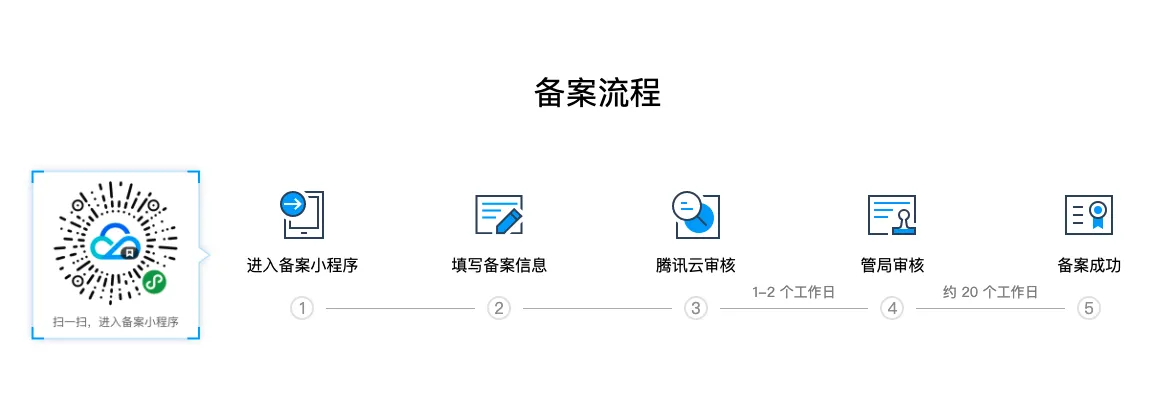 备案流程
扫一扫，进入备案小程序
进入备案小程序
填写备案信息
腾讯云审核
管局审核
备案成功
1
2
3
1-2 个工作日
4
约 20 个工作日
5